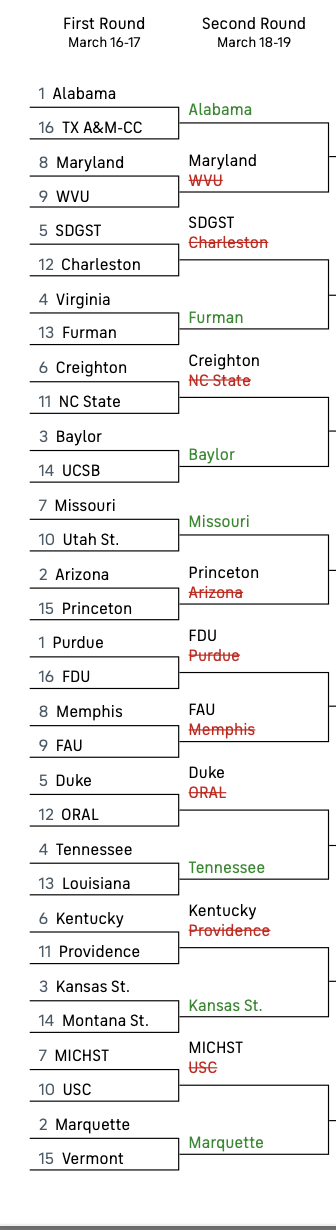 First Round
March 16-17
Second Round
March 18-19
1 Alabama
16 TX A&M-CC
Alabama
8 Maryland
9 WVU
Maryland
WVU
5 SDGST
12 Charleston
SDGST
Charleston
4 Virginia
13 Furman
Furman
6 Creighton
11 NC State
Creighton
NC State
3 Baylor
14 UCSB
Baylor
7 Missouri
10 Utah St.
Missouri
2 Arizona
15 Princeton
Princeton
Arizona
1 Purdue
16 FDU
FDU
Purdue
8 Memphis
9 FAU
FAU
Memphis
5 Duke
12 ORAL
Duke
ORAL
4 Tennessee
13 Louisiana
Tennessee
6 Kentucky
11 Providence
Kentucky
Providence
3 Kansas St.
14 Montana St.
Kansas St.
7 MICHST
10 USC
MICHST
USC
2 Marquette
15 Vermont
Marquette